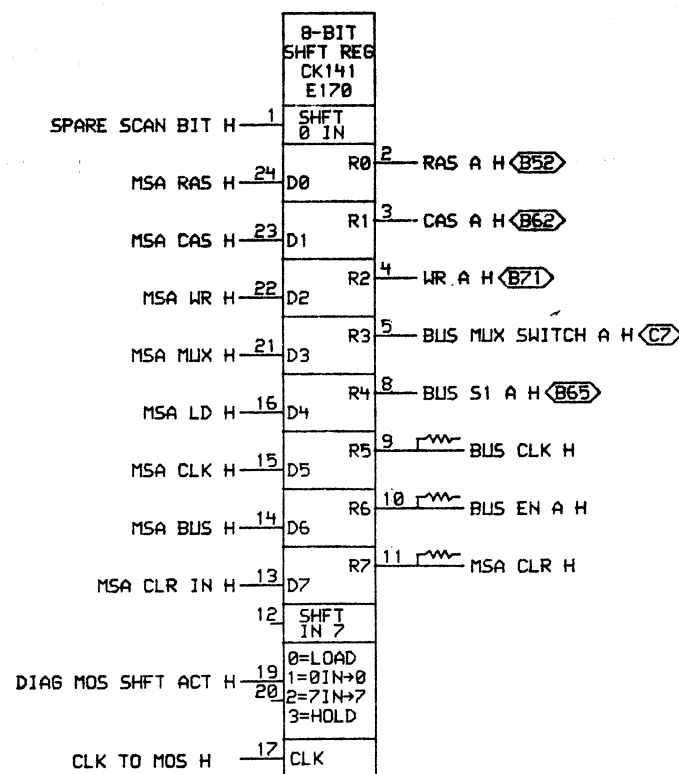 8-BIT
SHFT REG
CK141
E170
SPARE SCAN BIT H 1 SHFT
0 IN
R0 2 RAS A H B52
MSA RAS H 24 D0
R1 3 CAS A H B62
MSA CAS H 23 D1
R2 4 WR A H B71
MSA WR H 22 D2
R3 5 BUS MUX SWITCH A H C7
MSA MUX H 21 D3
R4 8 BUS S1 A H B65
MSA LD H 16 D4
R5 9 BUS CLK H
MSA CLK H 15 D5
R6 10 BUS EN A H
MSA BUS H 14 D6
R7 11 MSA CLR H
MSA CLR IN H 13 D7
12 SHFT
IN 7
0=LOAD
DIAG MOS SHFT ACT H 19 1=0IN→0
20 2=7IN→7
3=HOLD
CLK TO MOS H 17 CLK